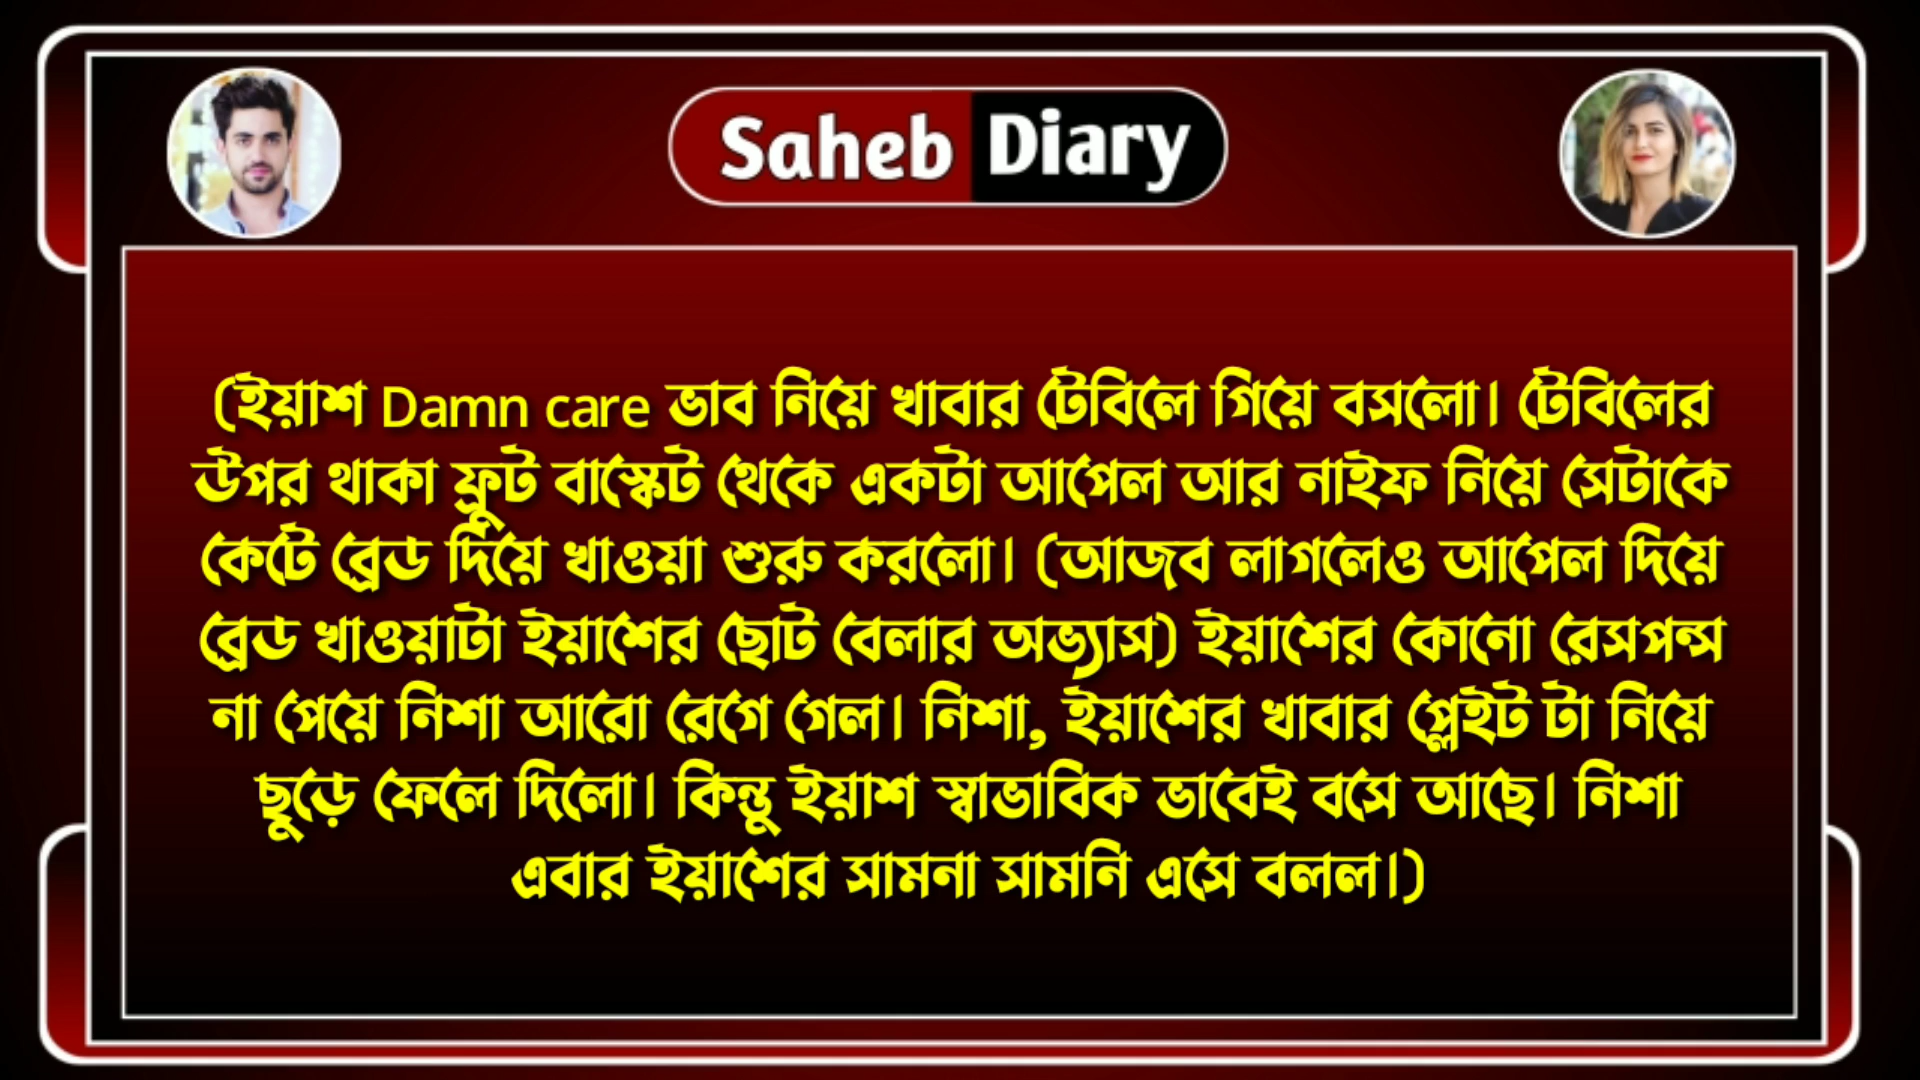 Saheb Diary
(ইয়াশ Damn care ভাব নিয়ে খাবার টেবিলে গিয়ে বসলো। টেবিলের
উপর থাকা ফ্রুট বাস্কেট থেকে একটা আপেল আর নাইফ নিয়ে সেটাকে
কেটে ব্রেড দিয়ে খাওয়া শুরু করলো। (আজব লাগলেও আপেল দিয়ে
ব্রেড খাওয়াটা ইয়াশের ছোট বেলার অভ্যাস) ইয়াশের কোনো রেসপন্স
না পেয়ে নিশা আরো রেগে গেল। নিশা, ইয়াশের খাবার প্লেইট টা নিয়ে
ছুড়ে ফেলে দিলো। কিন্তু ইয়াশ স্বাভাবিক ভাবেই বসে আছে। নিশা
এবার ইয়াশের সামনা সামনি এসে বলল।)